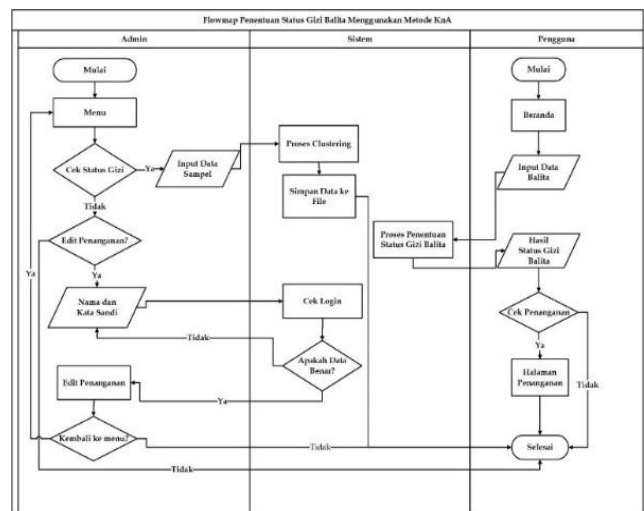 Flowmap Penentuan Status Gizi Balita Menggunakan Metode KnA
Admin
Sistem
Pengguna
Mulai
Menu
Cek Status Gizi
Ya
Input Data
Sampel
Tidak
Edit Penanganan?
Ya
Ya
Nama dan
Kata Sandi
Tidak
Edit Penanganan
Ya
Kembali ke menu?
Tidak
Tidak
Proses Clustering
Simpan Data ke
File
Proses Penentuan
Status Gizi Balita
Cek Login
Apakah Data
Benar?
Mulai
Beranda
Input Data
Balita
Hasil
Status Gizi
Balita
Cek Penanganan
Ya
Halaman
Penanganan
Tidak
Selesai